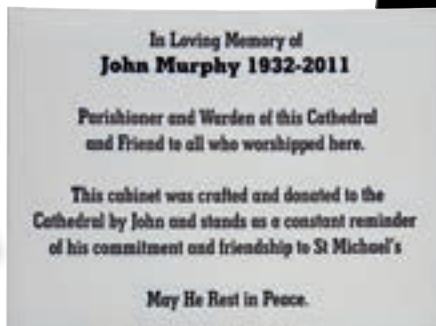 In Loving Memory of
John Murphy 1932-2011
Parishioner and Warden of this Cathedral
and Friend to all who worshipped here.
This cabinet was crafted and donated to the
Cathedral by John and stands as a constant reminder
of his commitment and friendship to St Michael's
May He Rest in Peace.